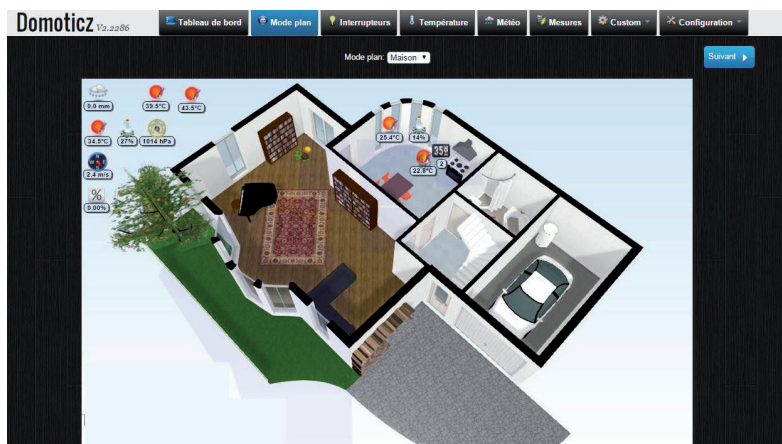 Domoticz V2.2286 Tableau de bord Mode plan Interrupteurs Température Météo Mesures Custom Configuration
Mode plan: Maison Suivant
0.0 mm 39.5°C 43.5°C
25.4°C 14%
34.5°C 27% 1014 hPa
22.8°C 2
2.4 m/s
0.00%